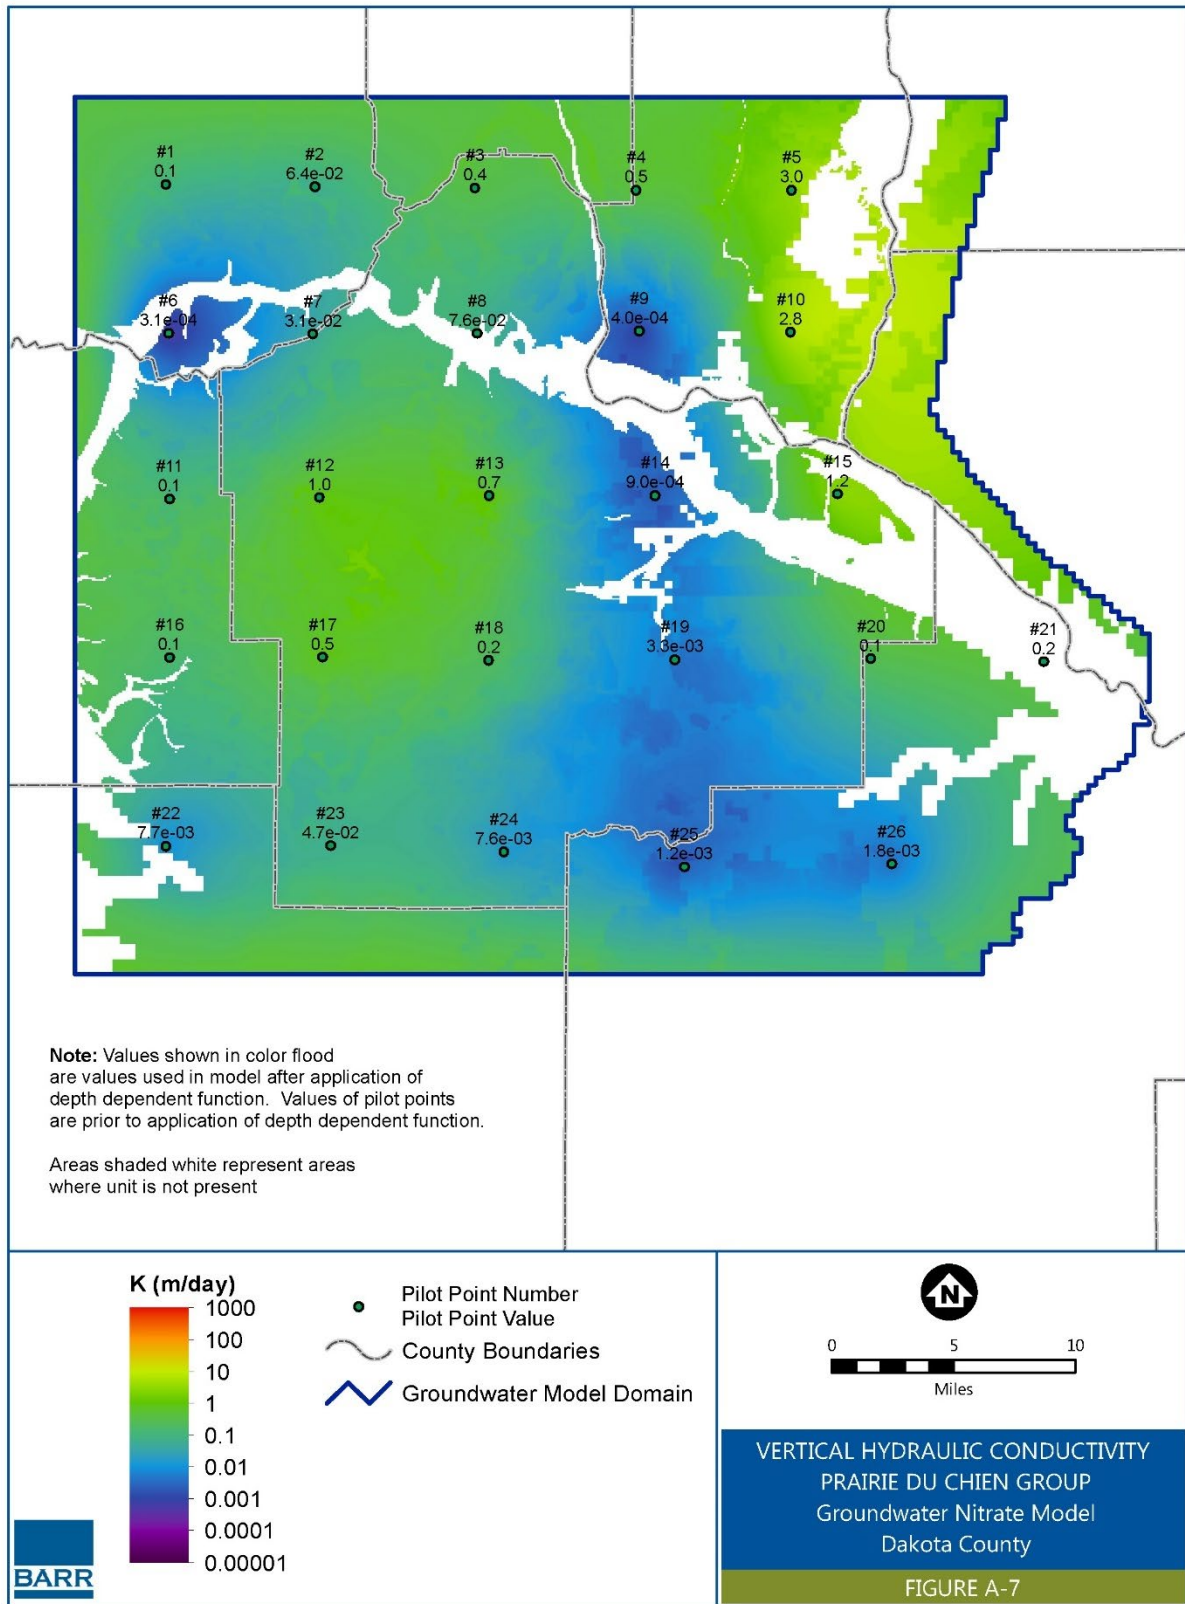 #1
0.1
#2
6.4e-02
#3
0.4
#4
0.5
#5
3.0
#6
3.1e-04
#7
3.1e-02
#8
7.6e-02
#9
4.0e-04
#10
2.8
#11
0.1
#12
1.0
#13
0.7
#14
9.0e-04
#15
1.2
#16
0.1
#17
0.5
#18
0.2
#19
3.3e-03
#20
0.1
#21
0.2
#22
7.7e-03
#23
4.7e-02
#24
7.6e-03
#25
1.2e-03
#26
1.8e-03
Note: Values shown in color flood
are values used in model after application of
depth dependent function. Values of pilot points
are prior to application of depth dependent function.
Areas shaded white represent areas
where unit is not present
K (m/day)
1000
100
10
1
0.1
0.01
0.001
0.0001
0.00001
Pilot Point Number
Pilot Point Value
County Boundaries
Groundwater Model Domain
BARR
N
0 5 10
Miles
VERTICAL HYDRAULIC CONDUCTIVITY
PRAIRIE DU CHIEN GROUP
Groundwater Nitrate Model
Dakota County
FIGURE A-7